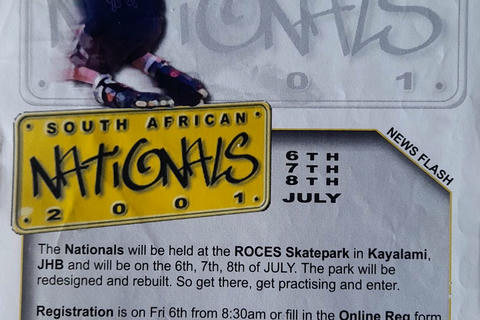 NATIONALS
0 1
SOUTH AFRICAN
NATIONALS
2 0 0 1
NEWS FLASH
6TH
7TH
8TH
JULY
The Nationals will be held at the ROCES Skatepark in Kayalami,
JHB and will be on the 6th, 7th, 8th of JULY. The park will be
redesigned and rebuilt. So get there, get practising and enter.
Registration is on Fri 6th from 8:30am or fill in the Online Reg form